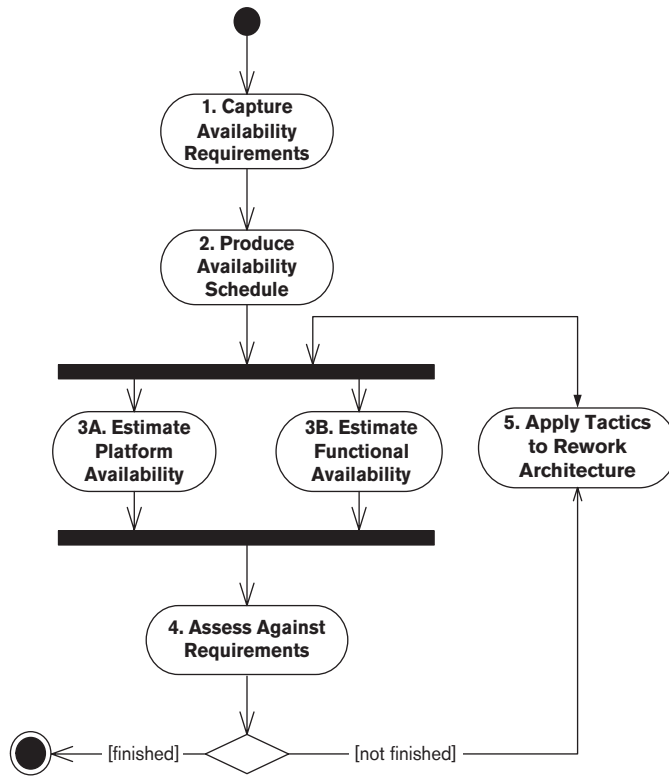 1. Capture
Availability
Requirements
2. Produce
Availability
Schedule
3A. Estimate
Platform
Availability
3B. Estimate
Functional
Availability
5. Apply Tactics
to Rework
Architecture
4. Assess Against
Requirements
[finished]
[not finished]